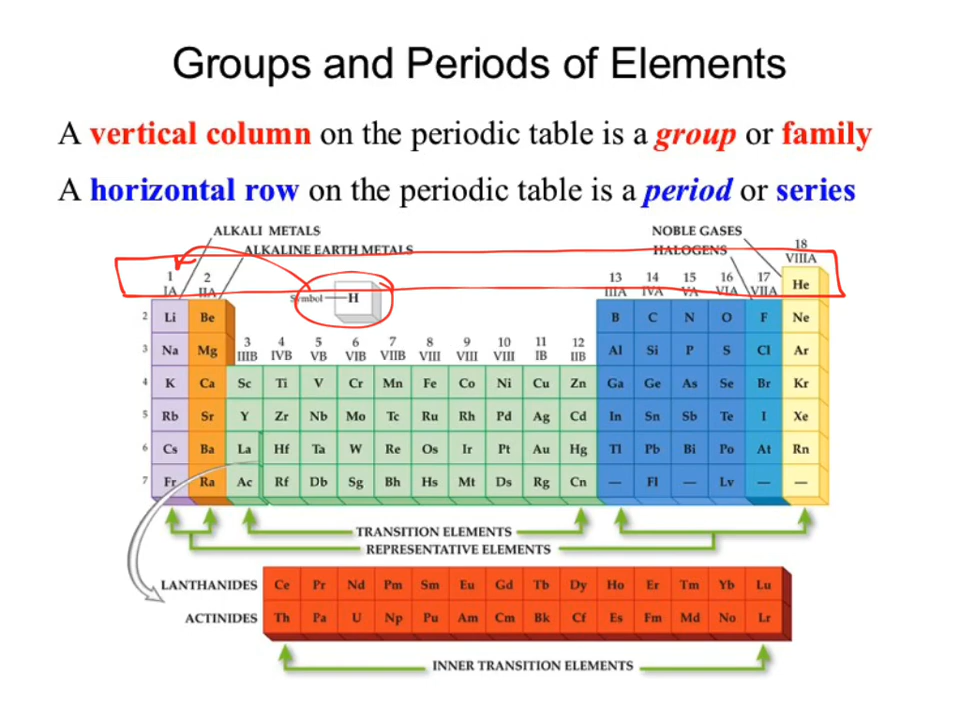 Groups and Periods of Elements
A vertical column on the periodic table is a group or family
A horizontal row on the periodic table is a period or series
ALKALI METALS NOBLE GASES 18
ALKALINE EARTH METALS HALOGENS VIIIA
1 2 13 14 15 16 17 He
IA IIA Symbol H IIIA IVA VA VIA VIIA
2 Li Be B C N O F Ne
3 Na Mg 3 4 5 6 7 8 9 10 11 12 Al Si P S Cl Ar
IIIB IVB VB VIB VIIB VIII VIII VIII IB IIB
4 K Ca Sc Ti V Cr Mn Fe Co Ni Cu Zn Ga Ge As Se Br Kr
5 Rb Sr Y Zr Nb Mo Tc Ru Rh Pd Ag Cd In Sn Sb Te I Xe
6 Cs Ba La Hf Ta W Re Os Ir Pt Au Hg Tl Pb Bi Po At Rn
7 Fr Ra Ac Rf Db Sg Bh Hs Mt Ds Rg Cn — Fl — Lv — —
TRANSITION ELEMENTS
REPRESENTATIVE ELEMENTS
LANTHANIDES Ce Pr Nd Pm Sm Eu Gd Tb Dy Ho Er Tm Yb Lu
ACTINIDES Th Pa U Np Pu Am Cm Bk Cf Es Fm Md No Lr
INNER TRANSITION ELEMENTS